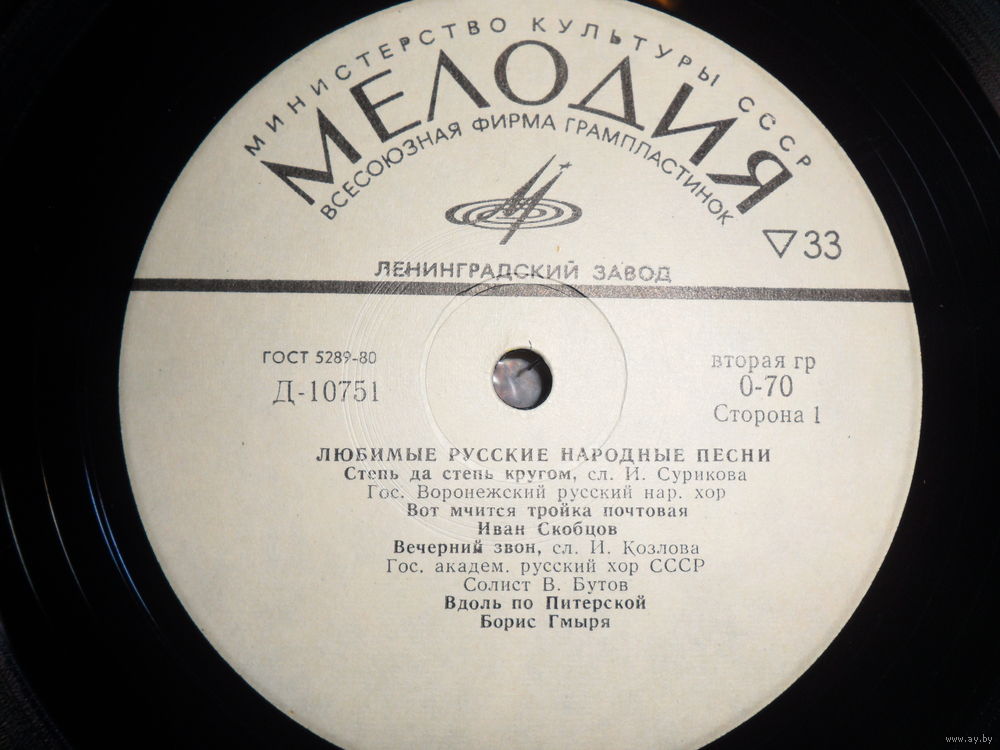 МИНИСТЕРСТВО КУЛЬТУРЫ СССР
МЕЛОДИЯ
ВСЕСОЮЗНАЯ ФИРМА ГРАМПЛАСТИНОК
33
ЛЕНИНГРАДСКИЙ ЗАВОД
ГОСТ 5289-80
Д-10751
вторая гр
0-70
Сторона 1
ЛЮБИМЫЕ РУССКИЕ НАРОДНЫЕ ПЕСНИ
Степь да степь кругом, сл. И. Сурикова
Гос. Воронежский русский нар. хор
Вот мчится тройка почтовая
Иван Скобцов
Вечерний звон, сл. И. Козлова
Гос. академ. русский хор СССР
Солист В. Бутов
Вдоль по Питерской
Борис Гмыря
www.ay.by